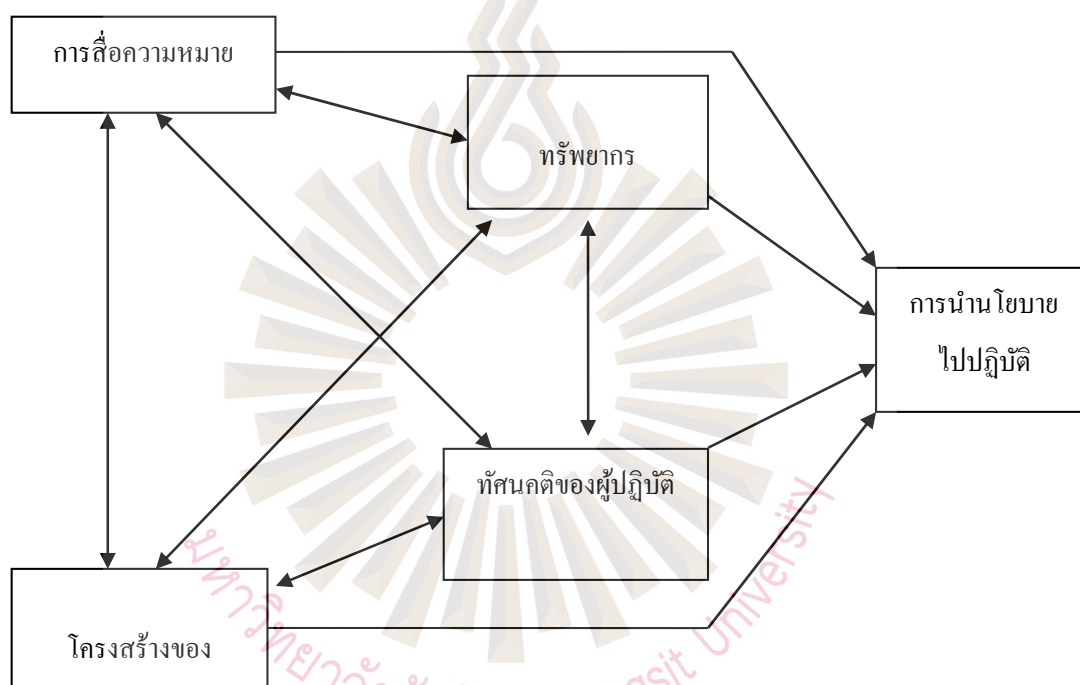 การสื่อความหมาย
ทรัพยากร
การนำนโยบาย
ไปปฏิบัติ
ทัศนคติของผู้ปฏิบัติ
โครงสร้างของ